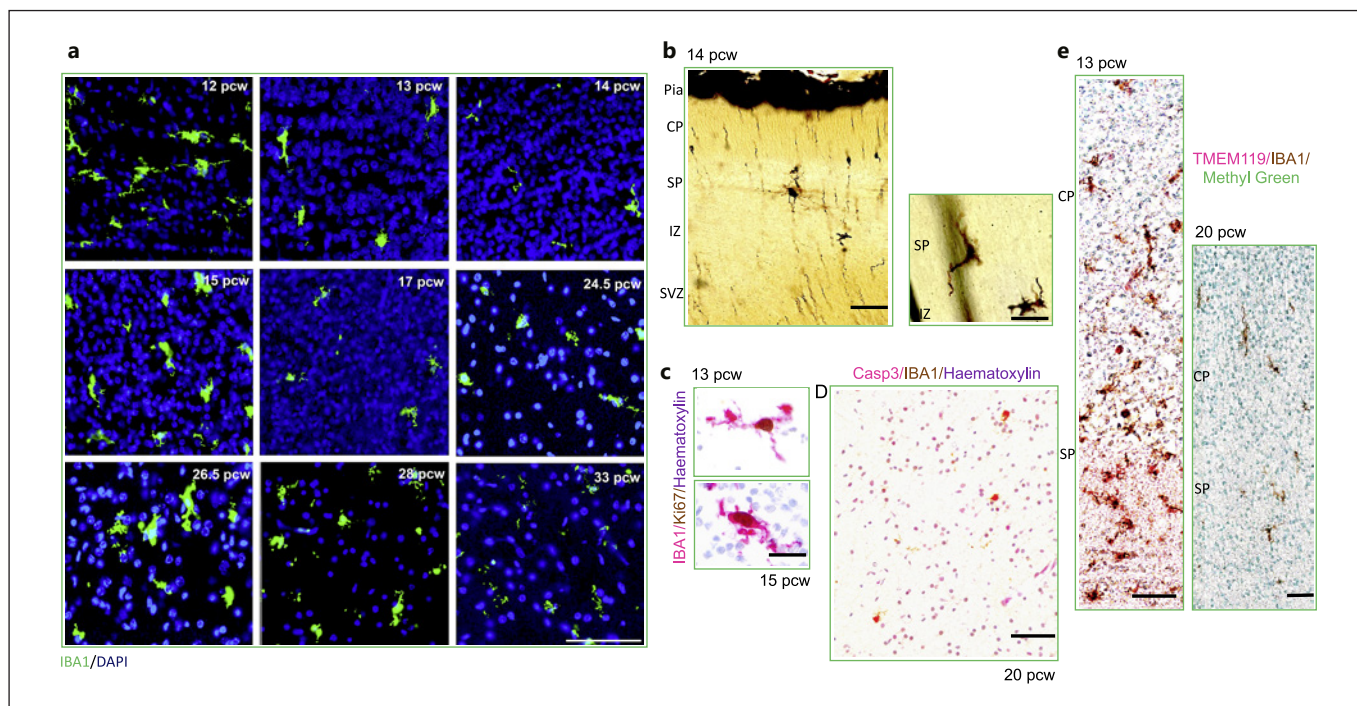 a
12 pcw
13 pcw
14 pcw
15 pcw
17 pcw
24.5 pcw
26.5 pcw
28 pcw
33 pcw
IBA1/DAPI
b
14 pcw
Pia
CP
SP
IZ
SVZ
SP
IZ
c
13 pcw
IBA1/Ki67/Haematoxylin
15 pcw
D
Casp3/IBA1/Haematoxylin
20 pcw
e
13 pcw
CP
SP
TMEM119/IBA1/
Methyl Green
20 pcw
CP
SP